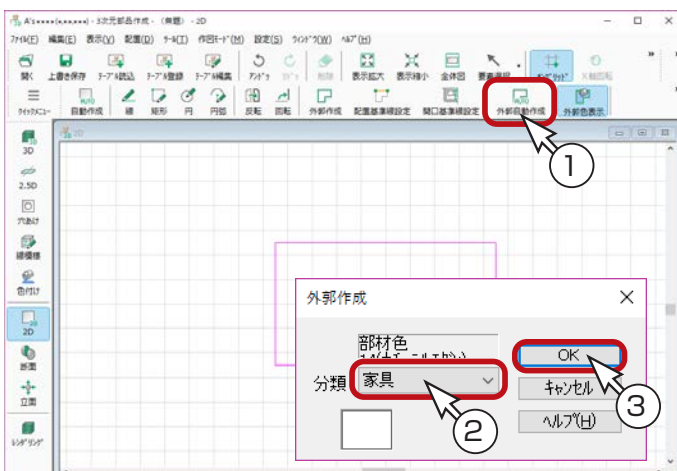 A's(x,xxx,xxx) - 3次元部品作成 - (無題) - 2D
ﾌｧｲﾙ(F) 編集(E) 表示(V) 配置(D) ﾂｰﾙ(T) 作図ﾓｰﾄﾞ(M) 設定(S) ｳｨﾝﾄﾞｳ(W) ﾍﾙﾌﾟ(H)
開く 上書き保存 ﾃｰﾌﾞﾙ読込 ﾃｰﾌﾞﾙ登録 ﾃｰﾌﾞﾙ編集 ｱﾝﾄﾞｩ 削除 表示拡大 表示縮小 全体図 要素選択
ｸｲｯｸﾒﾆｭｰ 自動作成 線 矩形 円 円弧 反転 回転 外郭作成 配置基準線設定 開口基準線設定 外郭自動作成 外郭色表示
3D
2D
①
3D
2.5D
穴あけ
線模様
色付け
2D
断面
立面
ﾚﾝﾀﾞﾘﾝｸﾞ
外郭作成
部材色
分類 家具
OK
ｷｬﾝｾﾙ
ﾍﾙﾌﾟ(H)
②
③